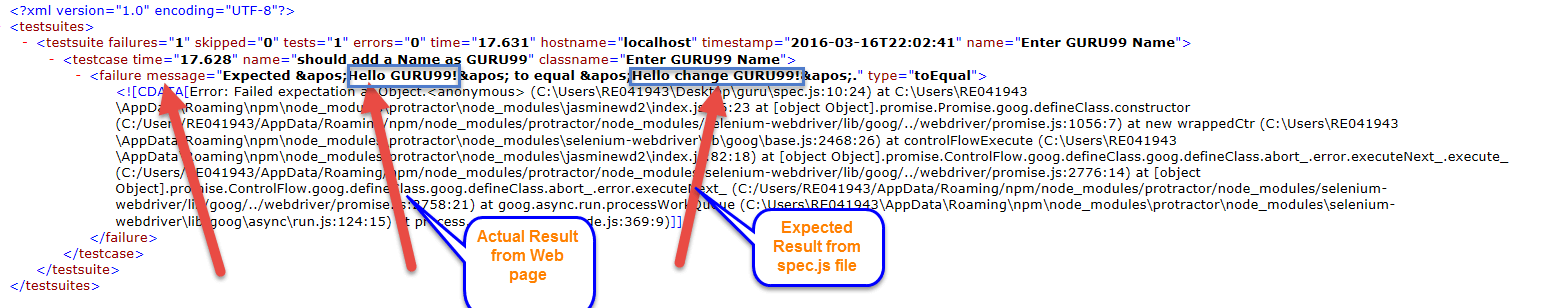 <?xml version="1.0" encoding="UTF-8"?>
<testsuites>
- <testsuite failures="1" skipped="0" tests="1" errors="0" time="17.631" hostname="localhost" timestamp="2016-03-16T22:02:41" name="Enter GURU99 Name">
- <testcase time="17.628" name="should add a Name as GURU99" classname="Enter GURU99 Name">
- <failure message="Expected &apos;Hello GURU99!&apos; to equal &apos;Hello change GURU99!&apos;." type="toEqual">
<![CDATA[Error: Failed expectation at Object.<anonymous> (C:\Users\RE041943\Desktop\guru\spec.js:10:24) at C:\Users\RE041943
\AppData\Roaming\npm\node_modules\protractor\node_modules\jasminewd2\index.js:23 at [object Object].promise.Promise.goog.defineClass.constructor
(C:/Users/RE041943/AppData/Roaming/npm/node_modules/protractor/node_modules/selenium-webdriver/lib/goog/../webdriver/promise.js:1056:7) at new wrappedCtr (C:\Users\RE041943
\AppData\Roaming\npm\node_modules\protractor\node_modules\selenium-webdriver\lib\goog\base.js:2468:26) at controlFlowExecute (C:\Users\RE041943
\AppData\Roaming\npm\node_modules\protractor\node_modules\jasminewd2\index.js:82:18) at [object Object].promise.ControlFlow.goog.defineClass.goog.defineClass.abort_.error.executeNext_.execute_
(C:/Users/RE041943/AppData/Roaming/npm/node_modules/protractor/node_modules/selenium-webdriver/lib/goog/../webdriver/promise.js:2776:14) at [object
Object].promise.ControlFlow.goog.defineClass.goog.defineClass.abort_.error.executeNext_ (C:/Users/RE041943/AppData/Roaming/npm/node_modules/protractor/node_modules/selenium-
webdriver/lib/goog/../webdriver/promise.js:2758:21) at goog.async.run.processWorkQueue (C:\Users\RE041943\AppData\Roaming\npm\node_modules\protractor\node_modules\selenium-
webdriver\lib\goog\async\run.js:124:15) at process. de.js:369:9)]]
</failure>
</testcase>
</testsuite>
</testsuites>
Actual Result
from Web
page
Expected
Result from
spec.js file